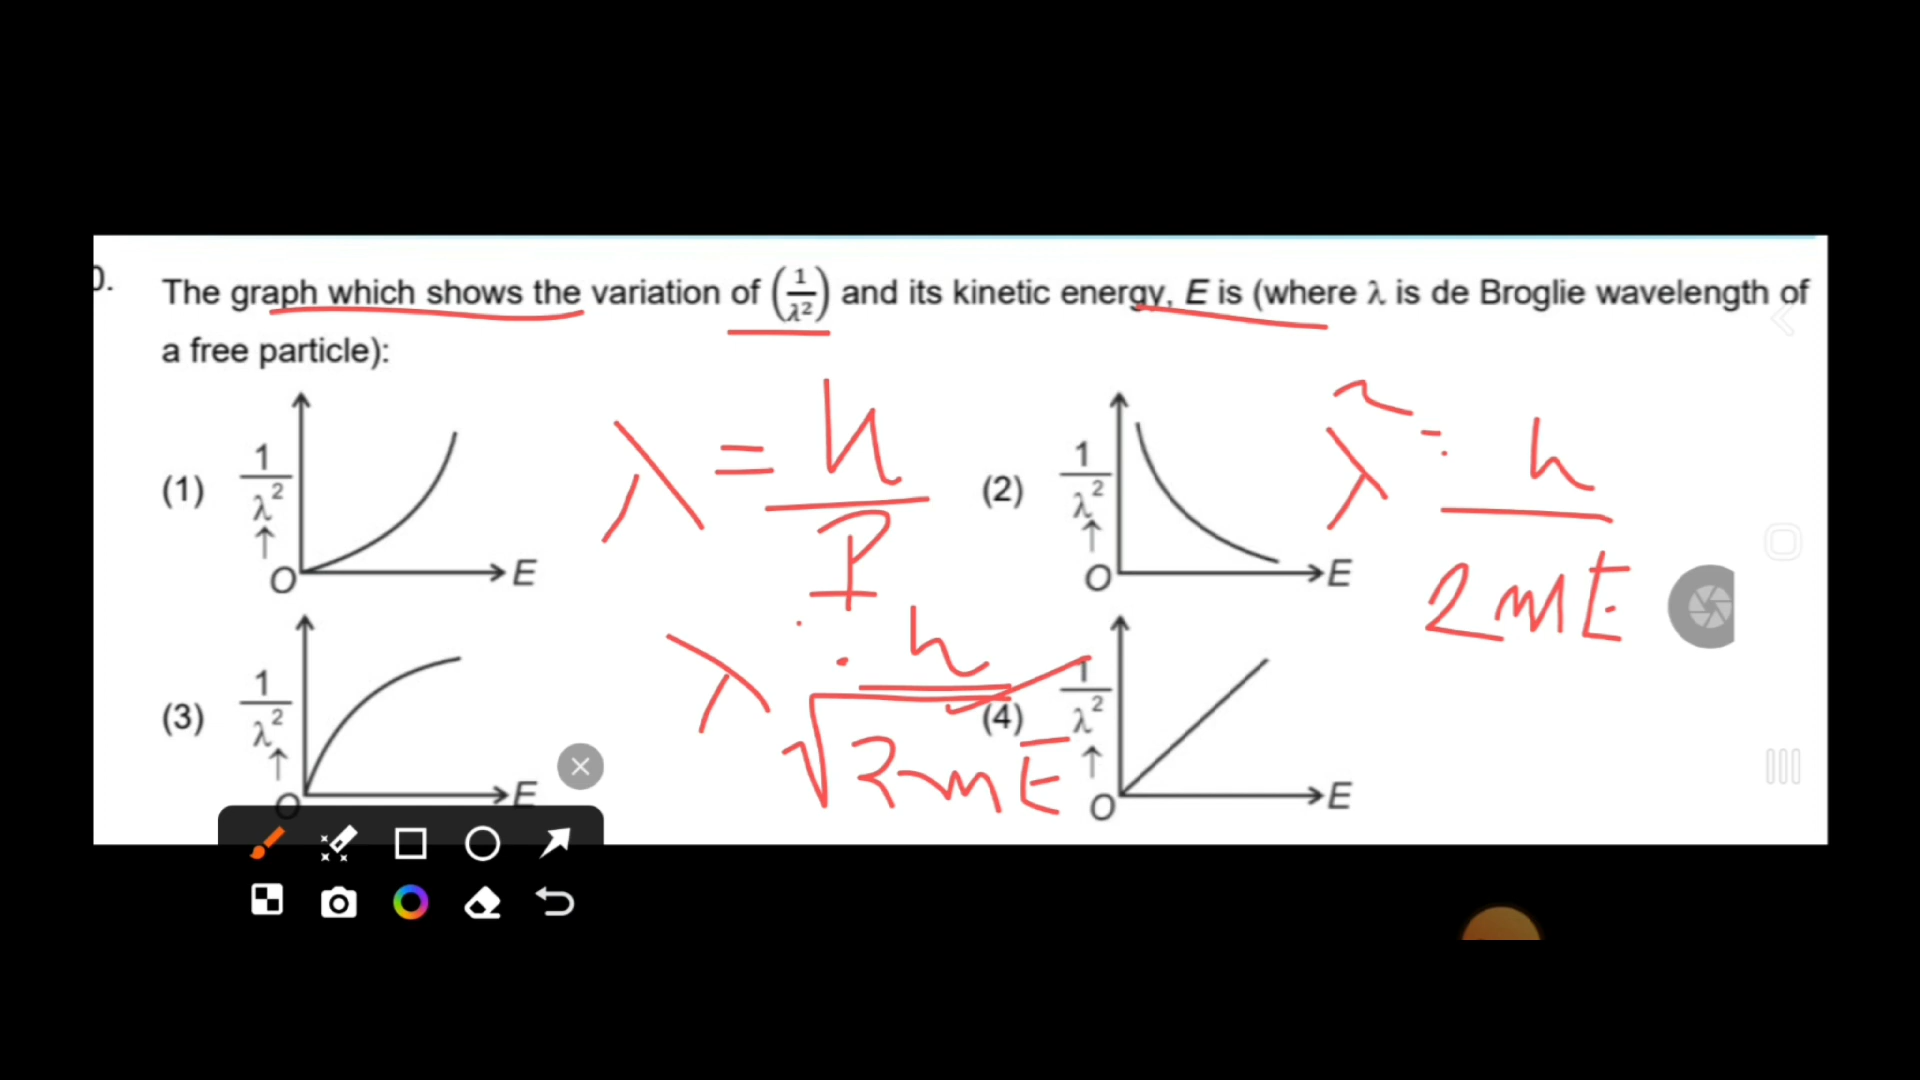 0. The graph which shows the variation of (1/λ²) and its kinetic energy, E is (where λ is de Broglie wavelength of
a free particle):
(1) 1/λ² ↑ O E
λ = h/P
(2) 1/λ² ↑ O E
λ² = h/2mE
(3) 1/λ² ↑ O E
λ = h/√2mE
(4) 1/λ² ↑ O E